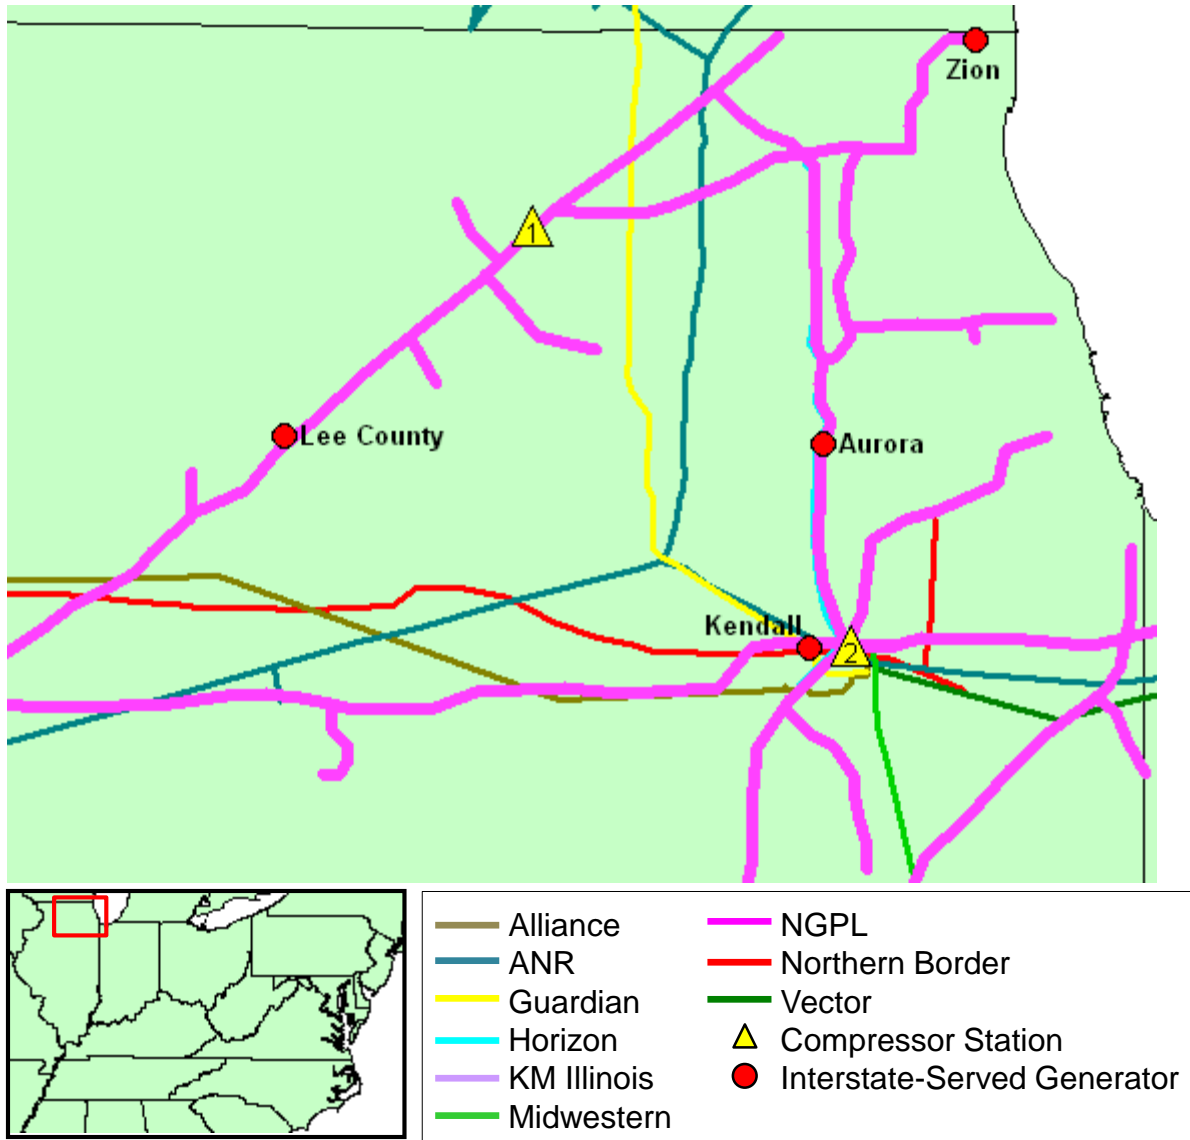 Zion
1
Lee County
Aurora
Kendall
2
Alliance
ANR
Guardian
Horizon
KM Illinois
Midwestern
NGPL
Northern Border
Vector
Compressor Station
Interstate-Served Generator